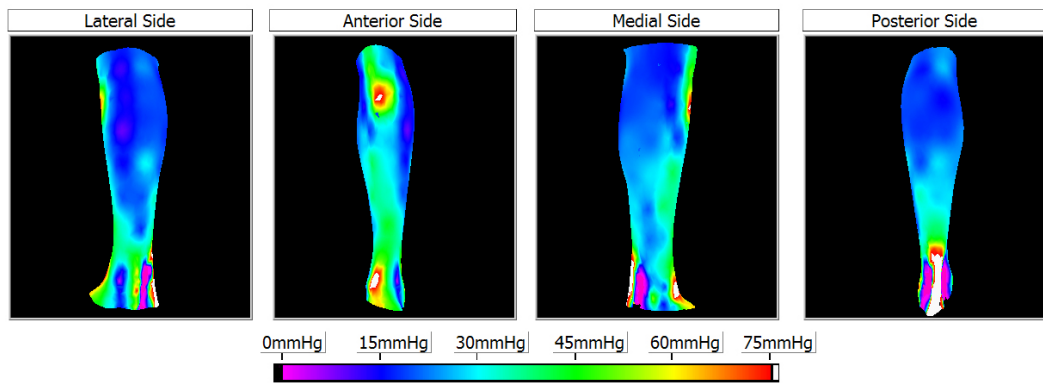 Lateral Side
Anterior Side
Medial Side
Posterior Side
0mmHg 15mmHg 30mmHg 45mmHg 60mmHg 75mmHg